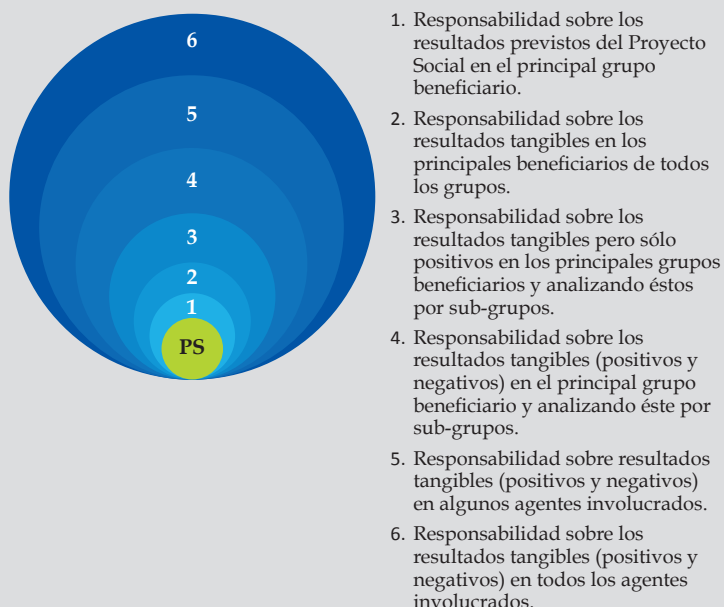 6
5
4
3
2
1
PS
1. Responsabilidad sobre los
resultados previstos del Proyecto
Social en el principal grupo
beneficiario.
2. Responsabilidad sobre los
resultados tangibles en los
principales beneficiarios de todos
los grupos.
3. Responsabilidad sobre los
resultados tangibles pero sólo
positivos en los principales grupos
beneficiarios y analizando éstos
por sub-grupos.
4. Responsabilidad sobre los
resultados tangibles (positivos y
negativos) en el principal grupo
beneficiario y analizando éste por
sub-grupos.
5. Responsabilidad sobre resultados
tangibles (positivos y negativos)
en algunos agentes involucrados.
6. Responsabilidad sobre los
resultados tangibles (positivos y
negativos) en todos los agentes
involucrados.